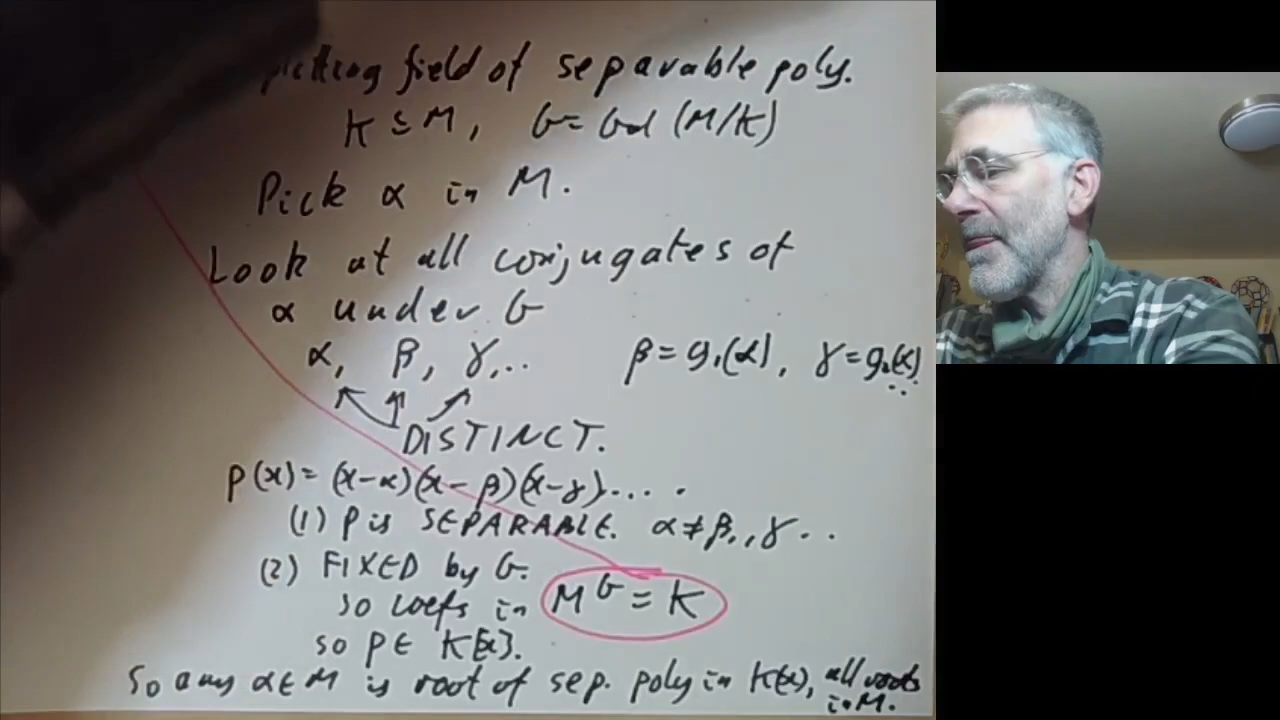 field of separable poly.
K ⊆ M, G = Gal (M/K)
Pick α in M.
Look at all conjugates of
α under G
α, β, γ,.. β = g₁(α), γ = g₂(α)
DISTINCT.
p(x) = (x-α)(x-β)(x-γ)....
(1) p is SEPARABLE. α ≠ β,,γ..
(2) FIXED by G.
so coefs in M^G = K
so p ∈ K[x].
So any α∈M is root of sep. poly in K(x), all roots
in M.